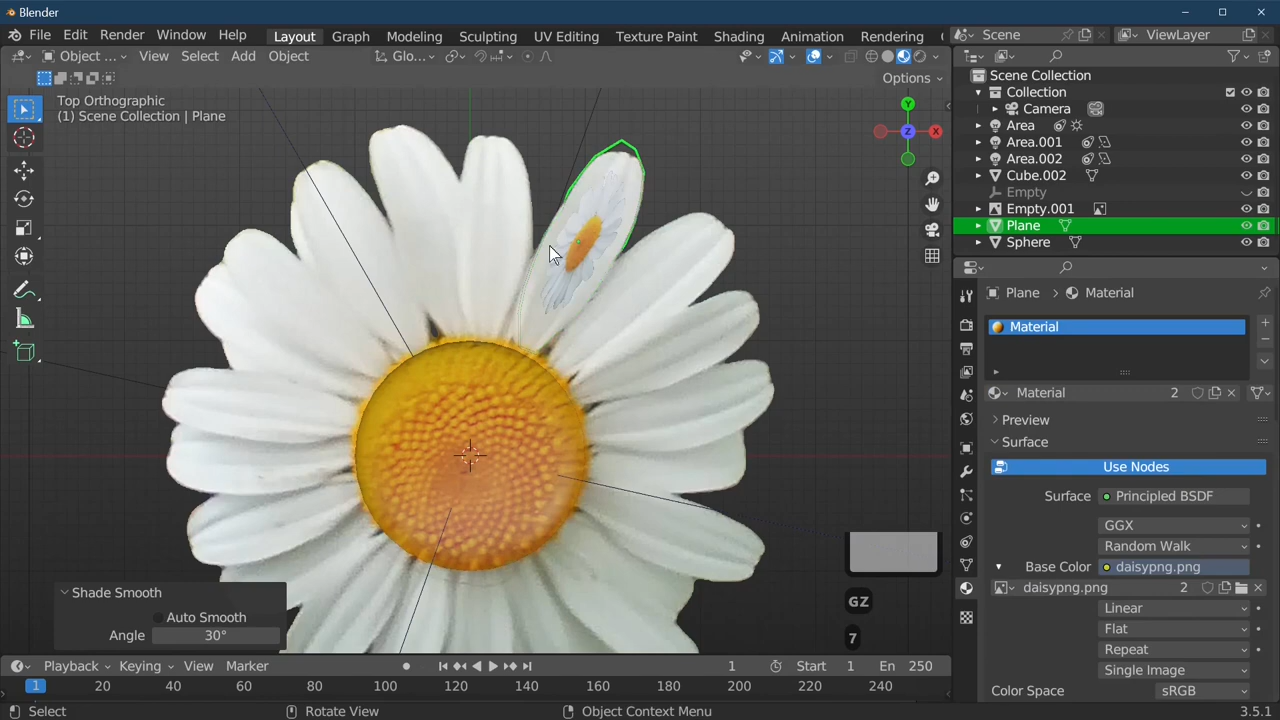 Blender
File Edit Render Window Help Layout Graph Modeling Sculpting UV Editing Texture Paint Shading Animation Rendering Scene ViewLayer
Object ... View Select Add Object Glo...
Options
Top Orthographic
(1) Scene Collection | Plane
Y
Z X
Scene Collection
Collection
Camera
Area
Area.001
Area.002
Cube.002
Empty
Empty.001
Plane
Sphere
Plane > Material
Material
Material 2
Preview
Surface
Use Nodes
Surface Principled BSDF
GGX
Random Walk
Base Color daisypng.png
daisypng.png 2
Linear
Flat
Repeat
Single Image
Color Space sRGB
Shade Smooth
Auto Smooth
Angle 30°
GZ
7
Playback Keying View Marker 1 Start 1 En 250
1 20 40 60 80 100 120 140 160 180 200 220 240
Select Rotate View Object Context Menu 3.5.1